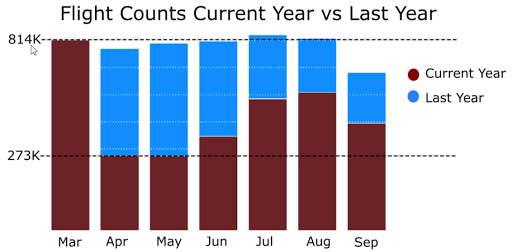 Flight Counts Current Year vs Last Year
814K
Current Year
Last Year
273K
Mar Apr May Jun Jul Aug Sep